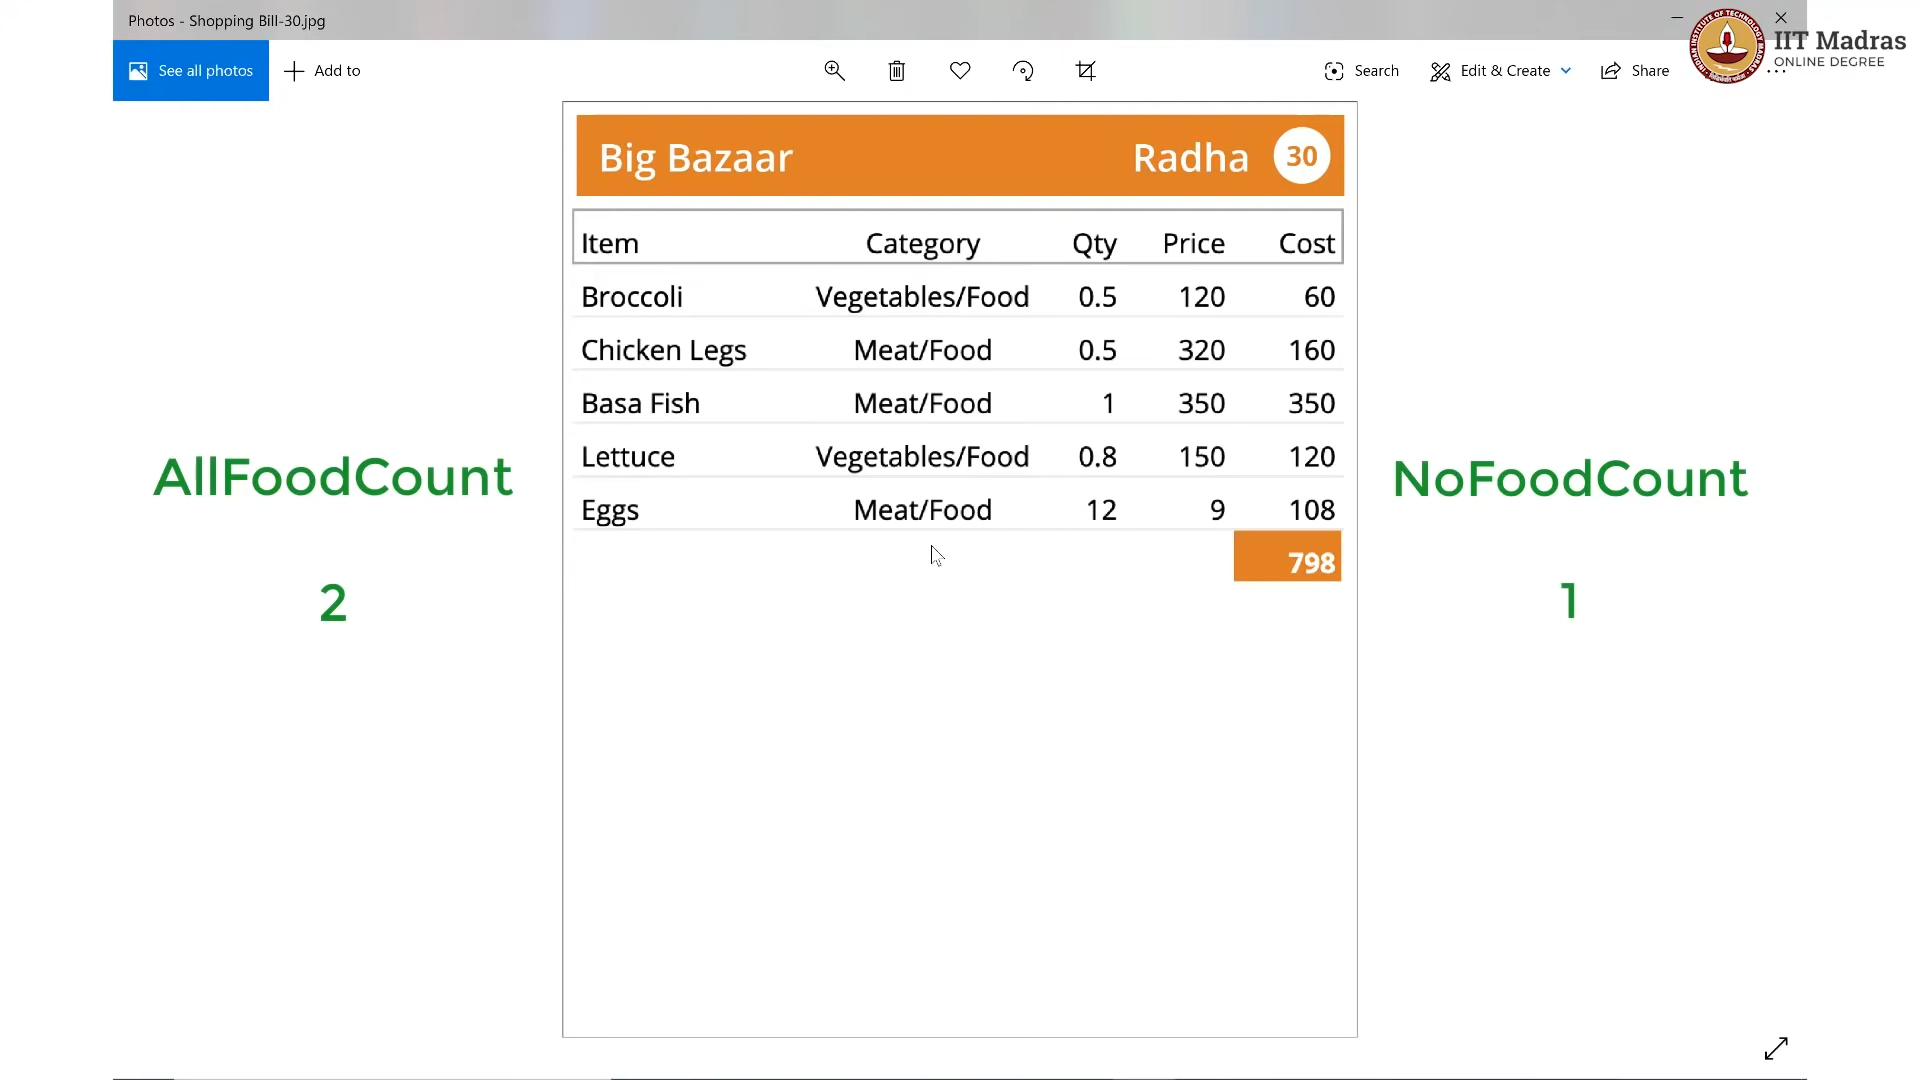 Photos - Shopping Bill-30.jpg
IIT Madras
ONLINE DEGREE
See all photos
Add to
Search
Edit & Create
Share
Big Bazaar Radha 30
Item Category Qty Price Cost
Broccoli Vegetables/Food 0.5 120 60
Chicken Legs Meat/Food 0.5 320 160
Basa Fish Meat/Food 1 350 350
Lettuce Vegetables/Food 0.8 150 120
Eggs Meat/Food 12 9 108
798
AllFoodCount
2
NoFoodCount
1